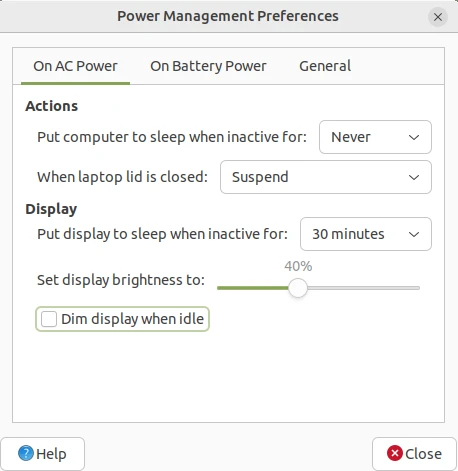 Power Management Preferences
On AC Power On Battery Power General
Actions
Put computer to sleep when inactive for: Never
When laptop lid is closed: Suspend
Display
Put display to sleep when inactive for: 30 minutes
40%
Set display brightness to:
Dim display when idle
Help Close